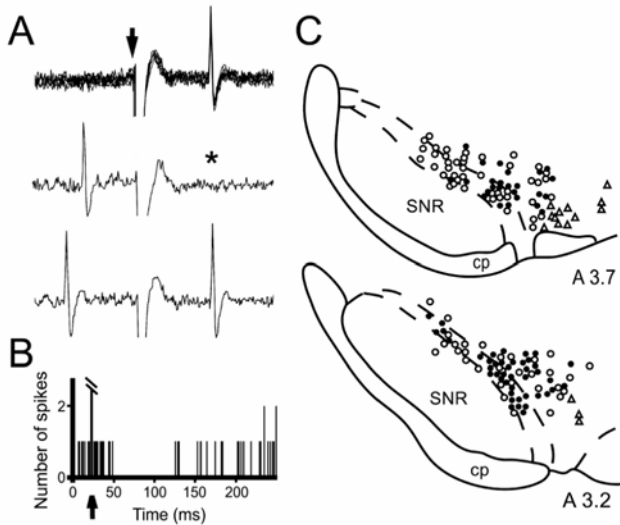 A
*
B
Number of spikes
2
0
0
50
100
150
200
Time (ms)
C
SNR
cp
A 3.7
SNR
cp
A 3.2